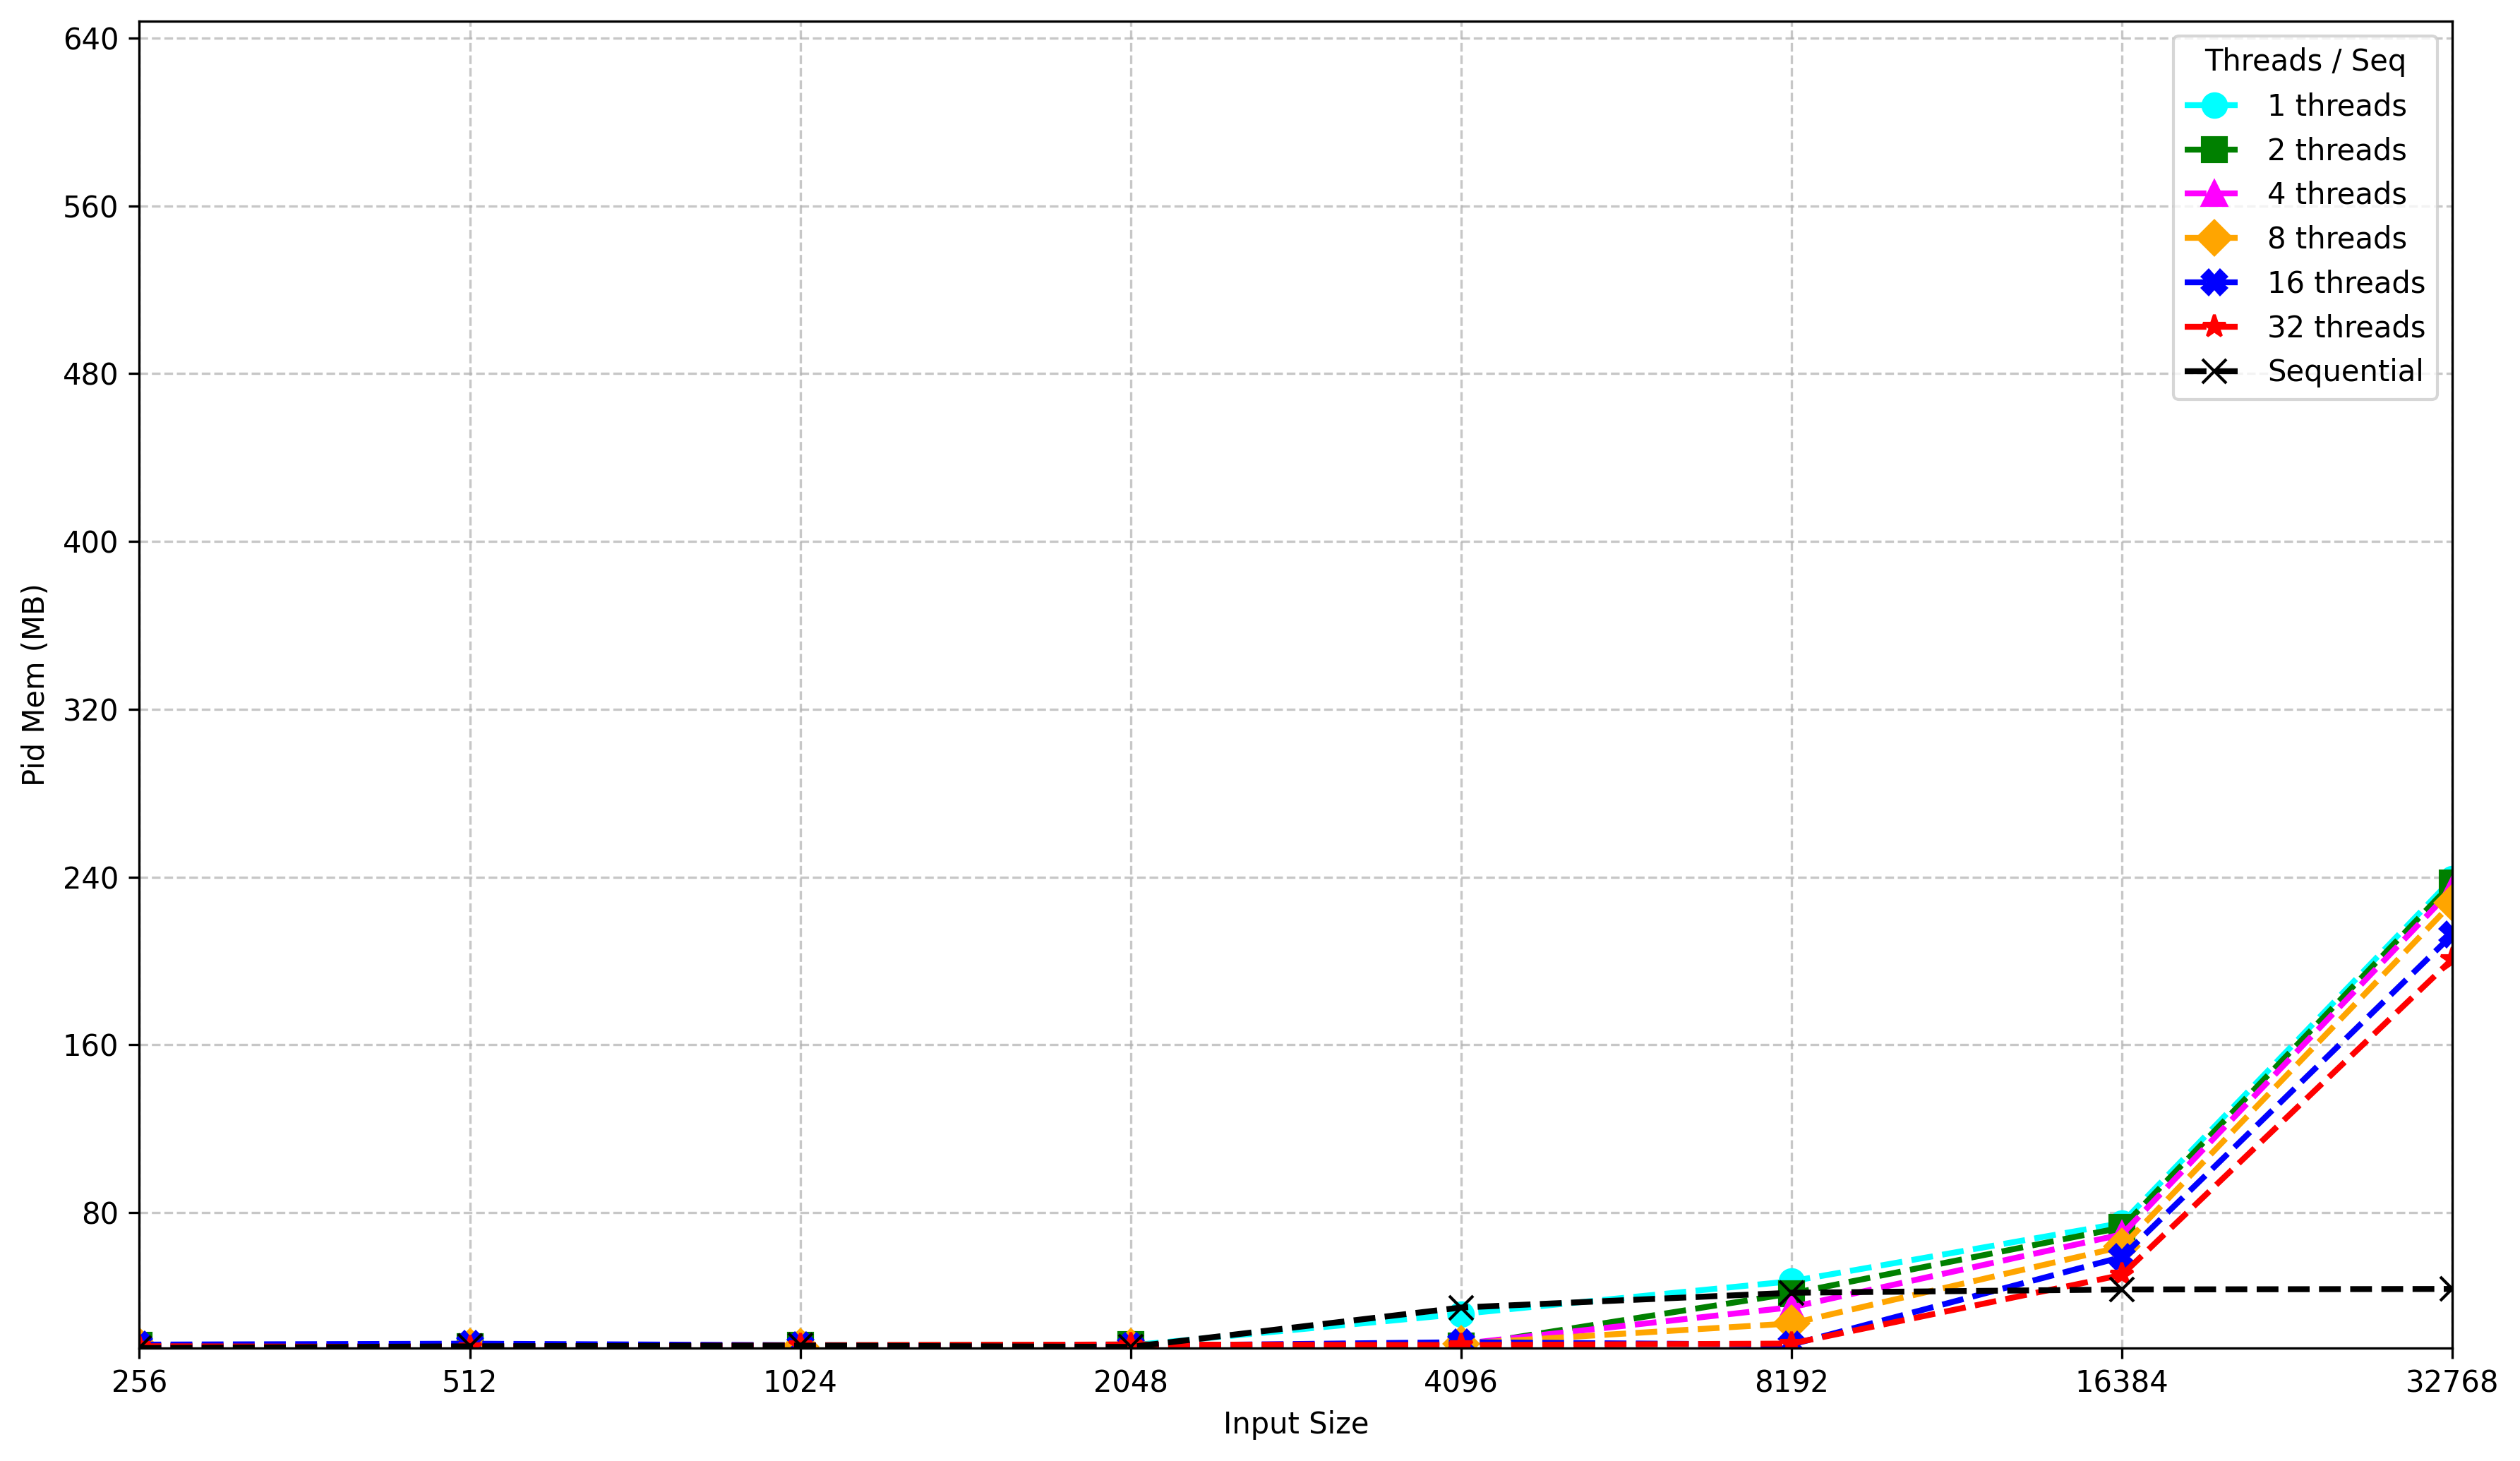 640
560
480
400
320
240
160
80
Pid Mem (MB)
256
512
1024
2048
4096
8192
16384
32768
Input Size
Threads / Seq
1 threads
2 threads
4 threads
8 threads
16 threads
32 threads
Sequential